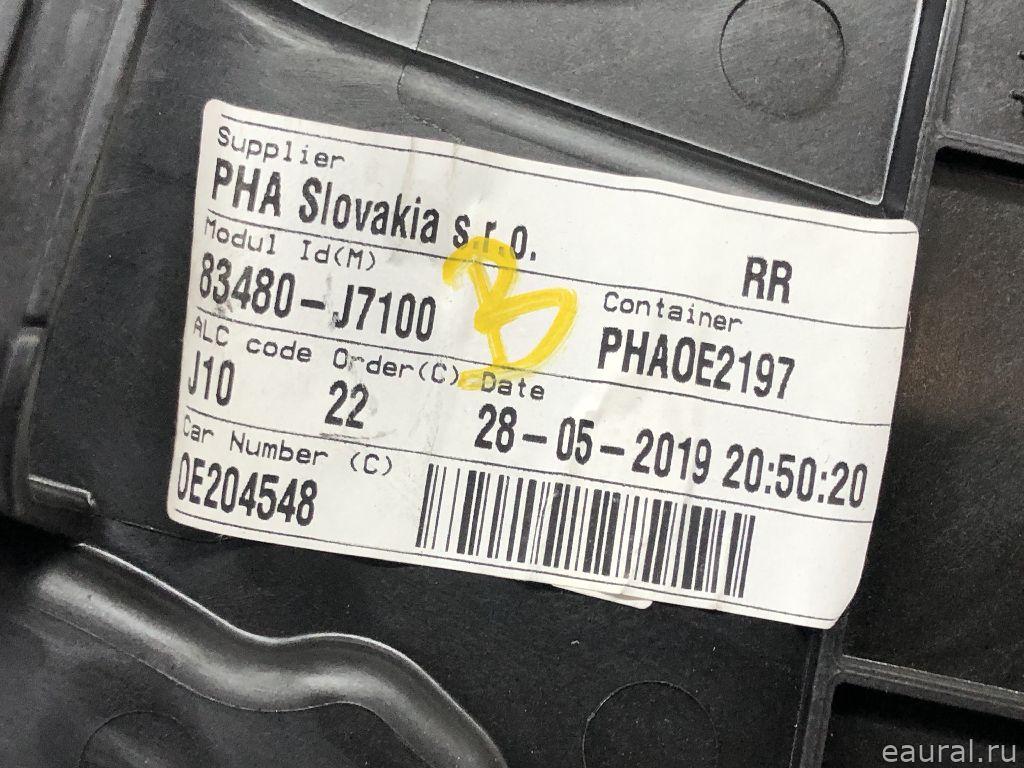 Supplier
PHA Slovakia s.r.o.
RR
Modul Id(M)
83480-J7100
B
Container
PHA0E2197
ALC code Order(C) Date
J10 22 28-05-2019 20:50:20
Car Number (C)
0E204548
eaural.ru